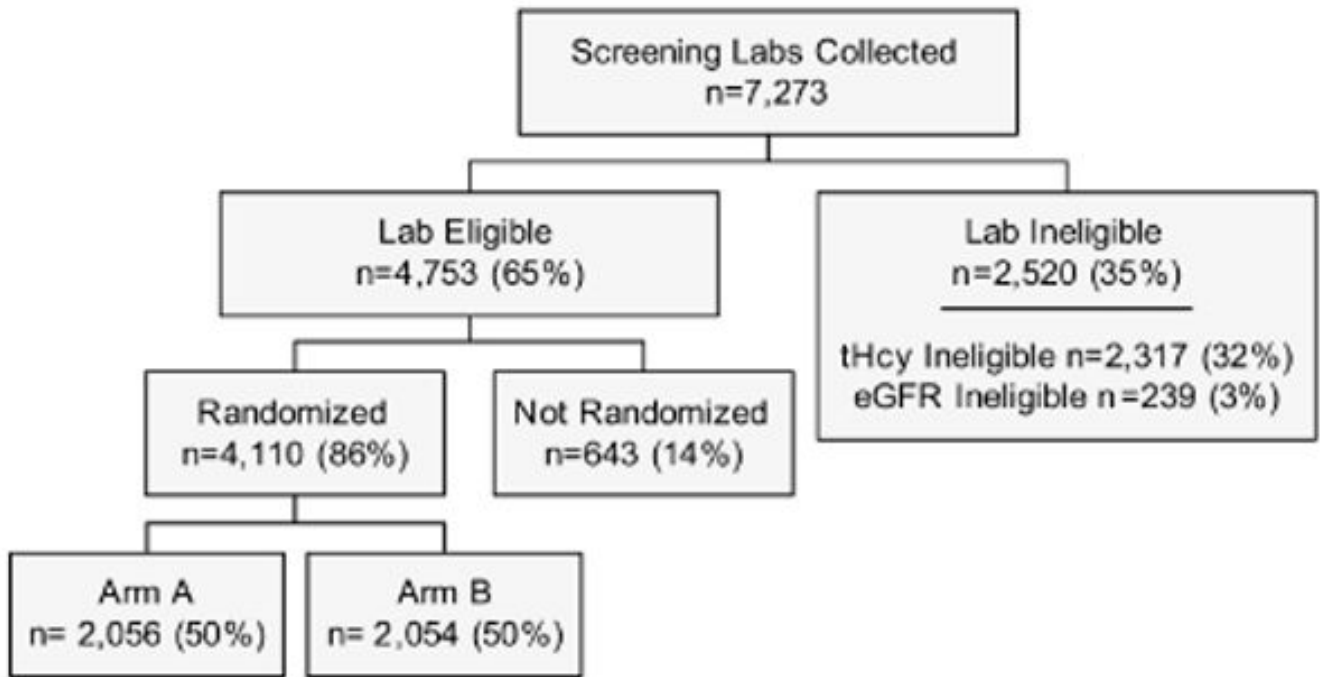 Screening Labs Collected
n=7,273
Lab Eligible
n=4,753 (65%)
Lab Ineligible
n=2,520 (35%)
tHcy Ineligible n=2,317 (32%)
eGFR Ineligible n=239 (3%)
Randomized
n=4,110 (86%)
Not Randomized
n=643 (14%)
Arm A
n= 2,056 (50%)
Arm B
n= 2,054 (50%)